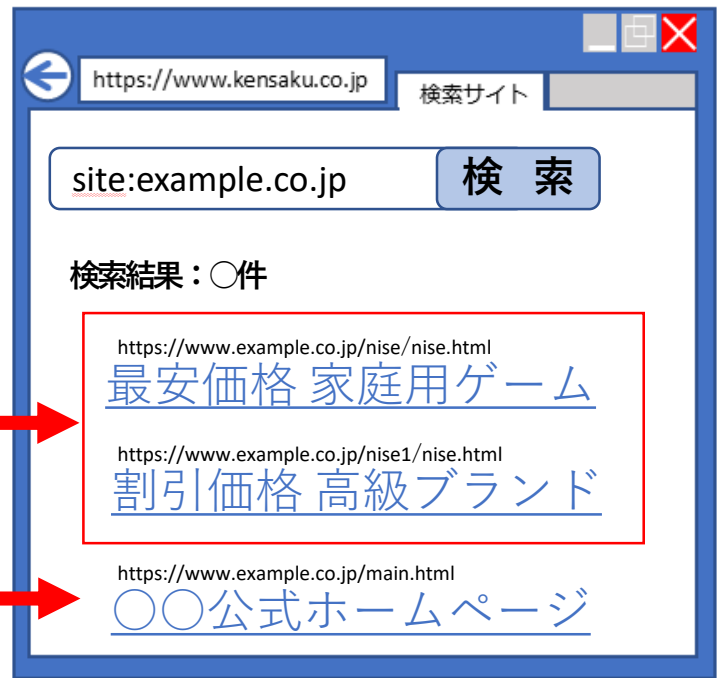 https://www.kensaku.co.jp
検索サイト
site:example.co.jp
検 索
検索結果：○件
https://www.example.co.jp/nise/nise.html
最安価格 家庭用ゲーム
https://www.example.co.jp/nise1/nise.html
割引価格 高級ブランド
https://www.example.co.jp/main.html
○○公式ホームページ